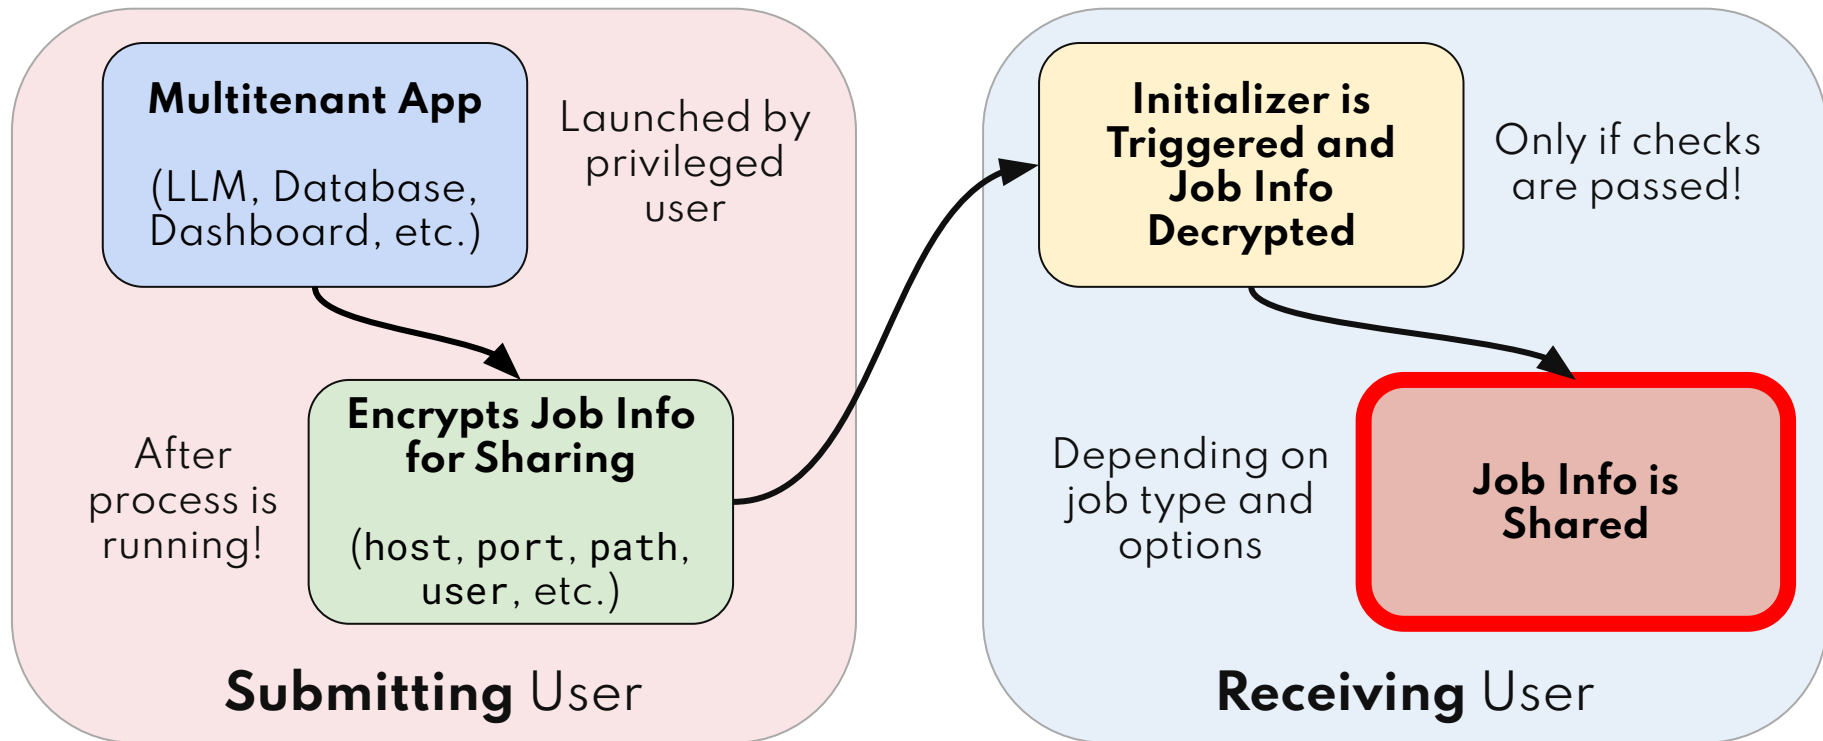 Multitenant App
(LLM, Database,
Dashboard, etc.)
Launched by
privileged
user
After
process is
running!
Encrypts Job Info
for Sharing
(host, port, path,
user, etc.)
Submitting User
Initializer is
Triggered and
Job Info
Decrypted
Only if checks
are passed!
Depending on
job type and
options
Job Info is
Shared
Receiving User